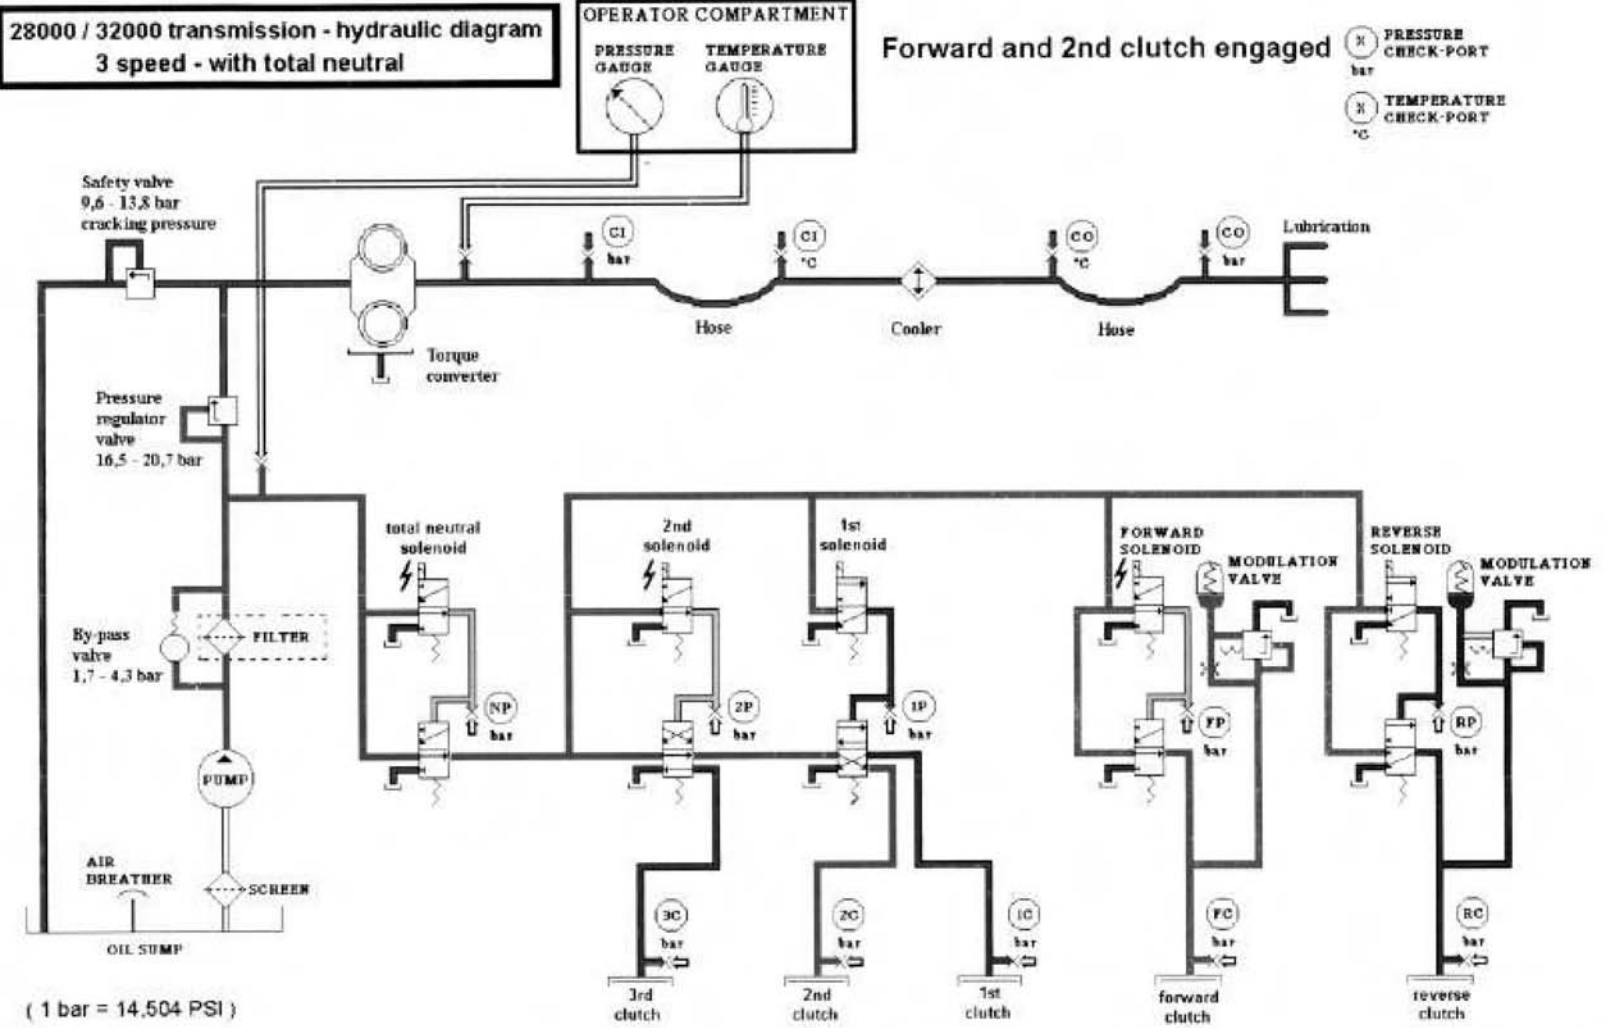 28000 / 32000 transmission - hydraulic diagram
3 speed - with total neutral
OPERATOR COMPARTMENT
PRESSURE
GAUGE
TEMPERATURE
GAUGE
Forward and 2nd clutch engaged
X
PRESSURE
CHECK-PORT
bar
X
TEMPERATURE
CHECK-PORT
°C
Safety valve
9,6 - 13,8 bar
cracking pressure
CI
bar
CI
°C
CO
°C
CO
bar
Lubrication
Hose
Cooler
Hose
Torque
converter
Pressure
regulator
valve
16,5 - 20,7 bar
total neutral
solenoid
2nd
solenoid
1st
solenoid
FORWARD
SOLENOID
MODULATION
VALVE
REVERSE
SOLENOID
MODULATION
VALVE
By-pass
valve
1,7 - 4,3 bar
FILTER
NP
bar
2P
bar
1P
bar
FP
bar
RP
bar
PUMP
AIR
BREATHER
SCREEN
OIL SUMP
3C
bar
2C
bar
1C
bar
FC
bar
RC
bar
3rd
clutch
2nd
clutch
1st
clutch
forward
clutch
reverse
clutch
( 1 bar = 14,504 PSI )